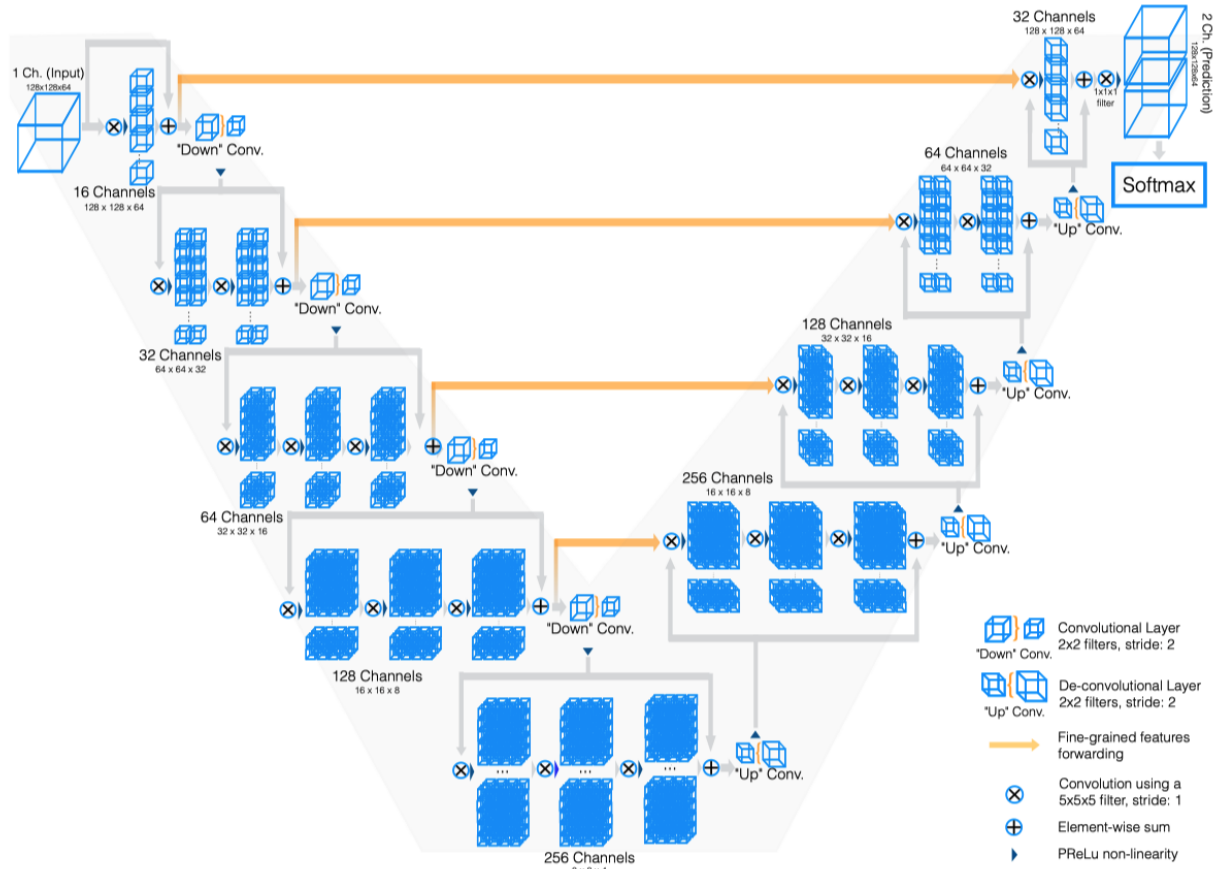 1 Ch. (Input)
128x128x64
"Down" Conv.
16 Channels
128 x 128 x 64
"Down" Conv.
32 Channels
64 x 64 x 32
"Down" Conv.
64 Channels
32 x 32 x 16
"Down" Conv.
128 Channels
16 x 16 x 8
...
...
...
"Up" Conv.
256 Channels
256 Channels
16 x 16 x 8
"Up" Conv.
128 Channels
32 x 32 x 16
"Up" Conv.
64 Channels
64 x 64 x 32
"Up" Conv.
32 Channels
128 x 128 x 64
1x1x1
filter
2 Ch. (Prediction)
128x128x64
Softmax
"Down" Conv.
Convolutional Layer
2x2 filters, stride: 2
"Up" Conv.
De-convolutional Layer
2x2 filters, stride: 2
Fine-grained features
forwarding
Convolution using a
5x5x5 filter, stride: 1
Element-wise sum
PReLu non-linearity